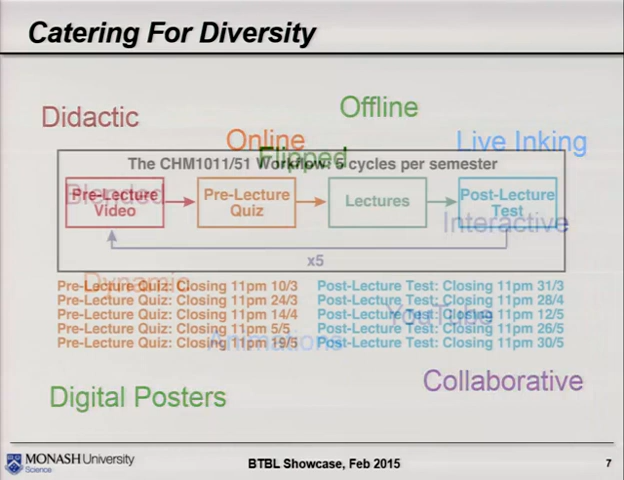 Catering For Diversity
Offline
Didactic
Online
Live Inking
Flipped
The CHM1011/51 Workflow: 5 cycles per semester
Blended
Pre-Lecture
Video
Pre-Lecture
Quiz
Lectures
Post-Lecture
Test
Interactive
x5
Dynamic
Pre-Lecture Quiz: Closing 11pm 10/3
Pre-Lecture Quiz: Closing 11pm 24/3
Pre-Lecture Quiz: Closing 11pm 14/4
Pre-Lecture Quiz: Closing 11pm 5/5
Pre-Lecture Quiz: Closing 11pm 19/5
Post-Lecture Test: Closing 11pm 31/3
Post-Lecture Test: Closing 11pm 28/4
Post-Lecture Test: Closing 11pm 12/5
Post-Lecture Test: Closing 11pm 26/5
Post-Lecture Test: Closing 11pm 30/5
YouTube
Animations
Collaborative
Digital Posters
MONASH University
Science
BTBL Showcase, Feb 2015
7